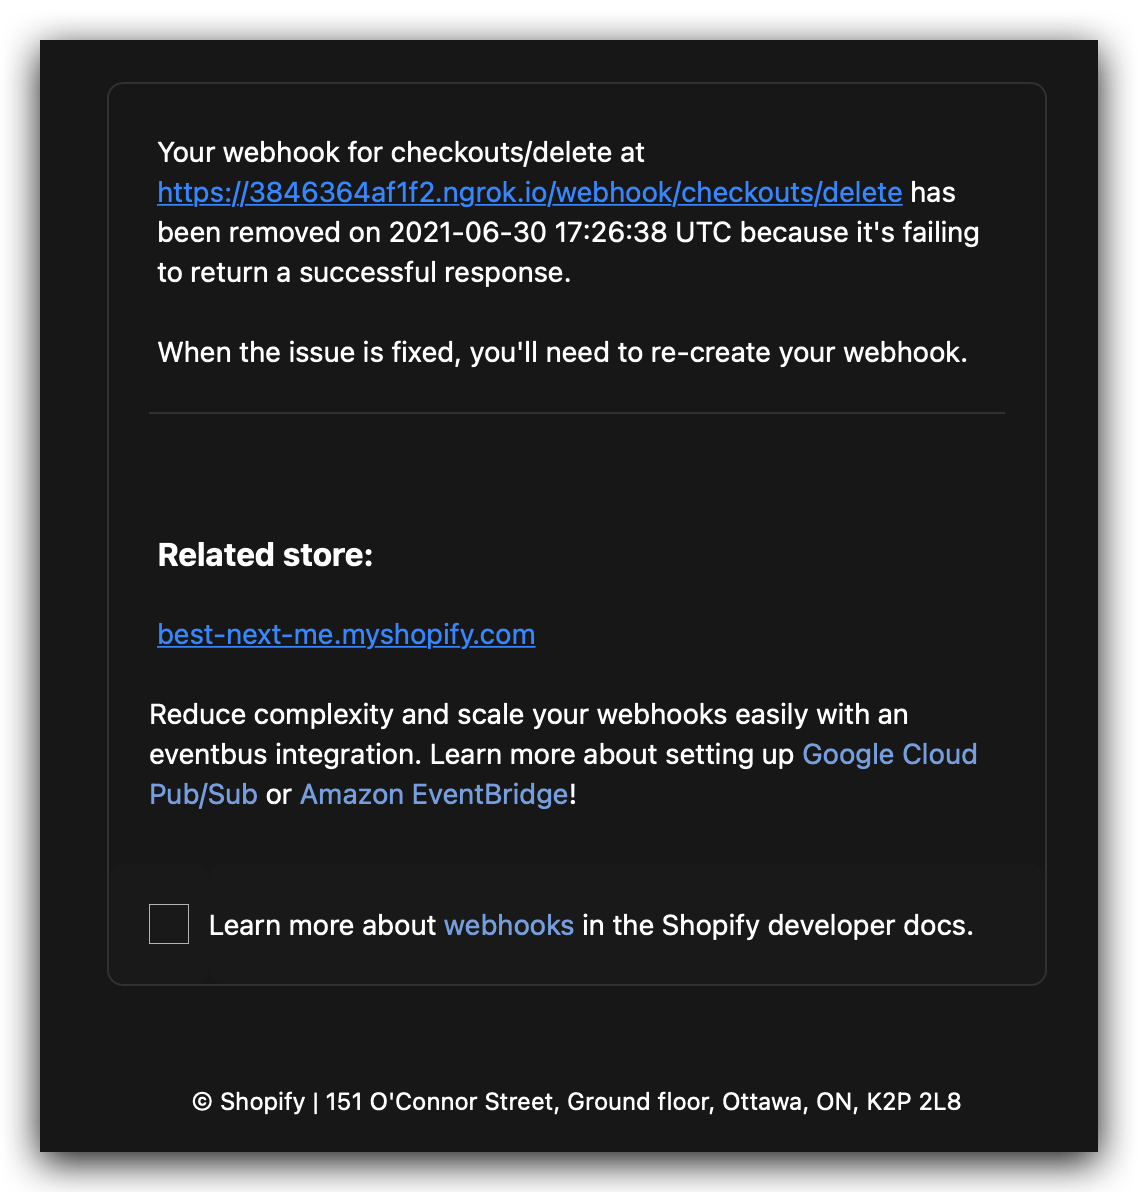 Your webhook for checkouts/delete at
https://3846364af1f2.ngrok.io/webhook/checkouts/delete has
been removed on 2021-06-30 17:26:38 UTC because it's failing
to return a successful response.
When the issue is fixed, you'll need to re-create your webhook.
Related store:
best-next-me.myshopify.com
Reduce complexity and scale your webhooks easily with an
eventbus integration. Learn more about setting up Google Cloud
Pub/Sub or Amazon EventBridge!
Learn more about webhooks in the Shopify developer docs.
© Shopify | 151 O'Connor Street, Ground floor, Ottawa, ON, K2P 2L8